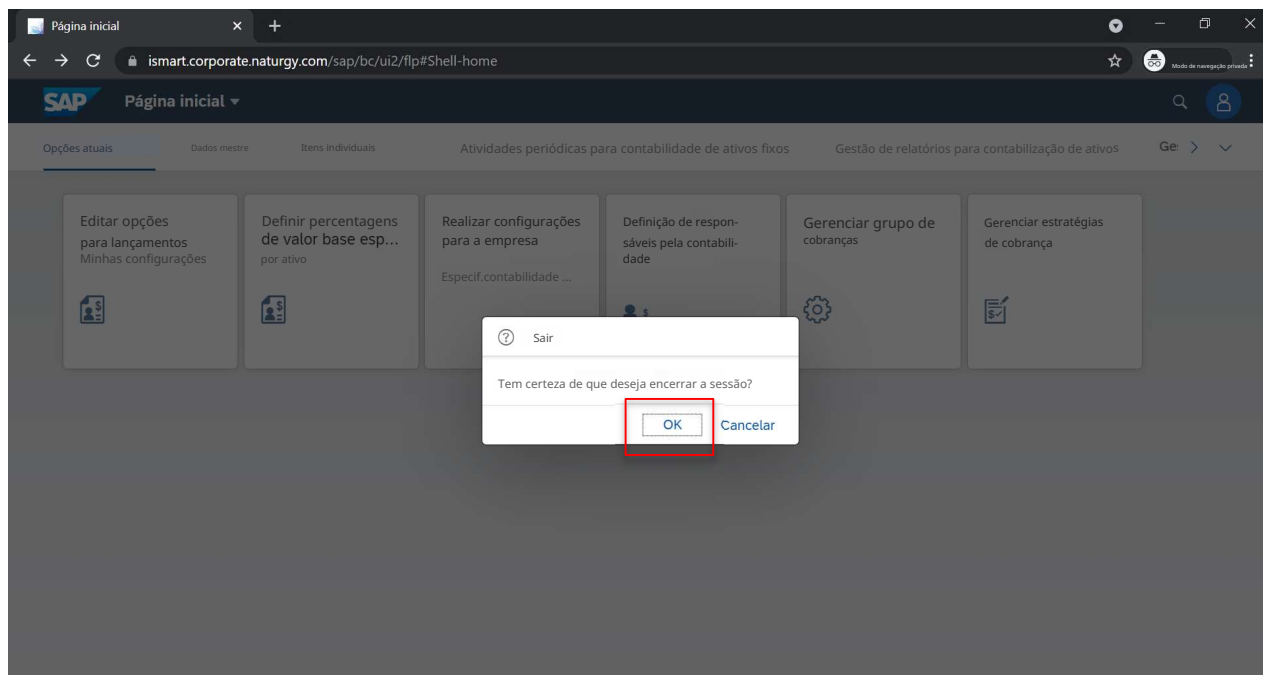 Página inicial
ismart.corporate.naturgy.com/sap/bc/ui2/flp#Shell-home
Modo de navegação privada
SAP Página inicial
Opções atuais Dados mestre Itens individuais Atividades periódicas para contabilidade de ativos fixos Gestão de relatórios para contabilização de ativos Ge
Editar opções
para lançamentos
Minhas configurações
Definir percentagens
de valor base esp...
por ativo
Realizar configurações
para a empresa
Especif.contabilidade ...
Definição de respon-
sáveis pela contabili-
dade
Gerenciar grupo de
cobranças
Gerenciar estratégias
de cobrança
Sair
Tem certeza de que deseja encerrar a sessão?
OK Cancelar